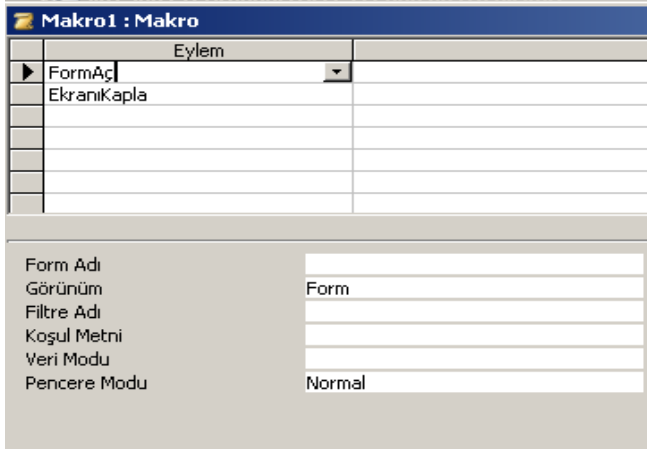 Makro1 : Makro
Eylem
FormAç
EkranıKapla
Form Adı
Görünüm Form
Filtre Adı
Koşul Metni
Veri Modu
Pencere Modu Normal